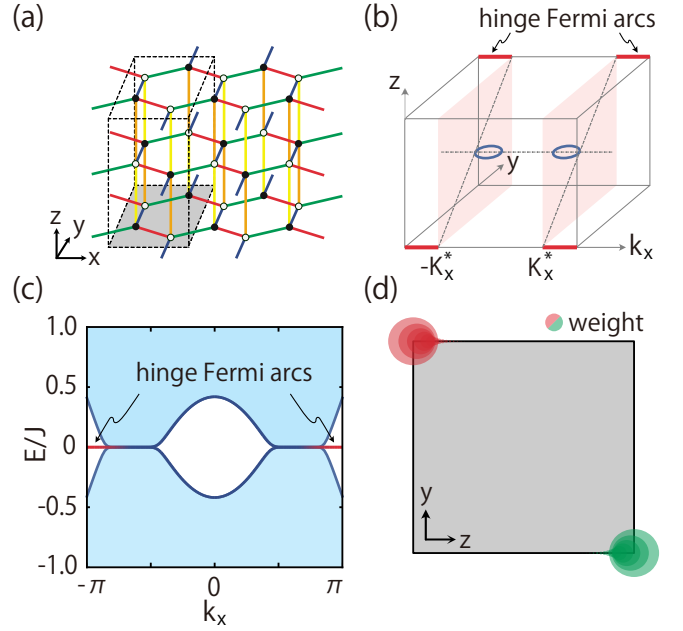 (a)
z
y
x
(b)
hinge Fermi arcs
z
y
-K*x
K*x
kx
(c)
1.0
0.5
0
-0.5
-1.0
E/J
hinge Fermi arcs
-π
0
π
kx
(d)
weight
y
z